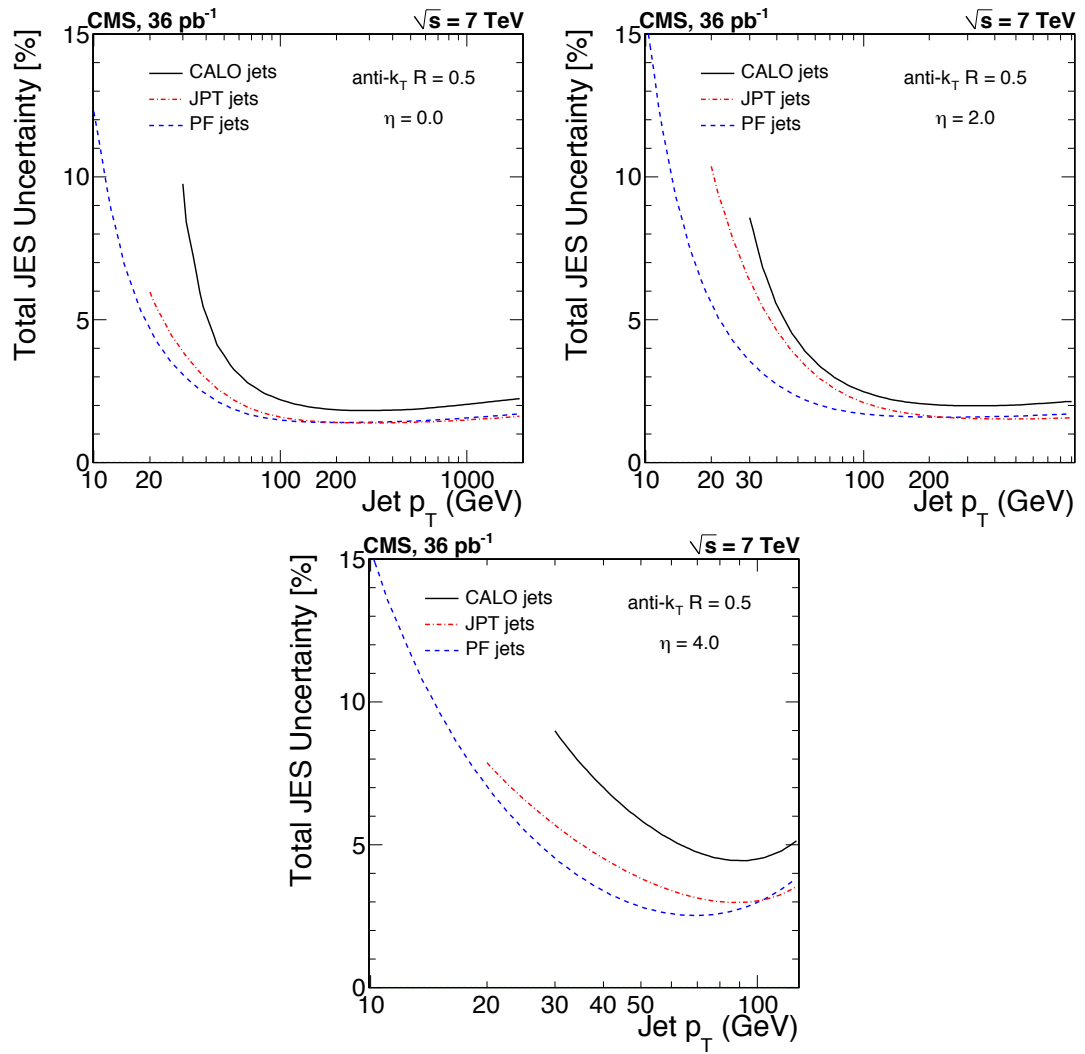 CMS, 36 pb-1 √s = 7 TeV
Total JES Uncertainty [%]
15
10
5
0
CALO jets
JPT jets
PF jets
anti-kT R = 0.5
η = 0.0
10 20 100 200 1000
Jet pT (GeV)
CMS, 36 pb-1 √s = 7 TeV
Total JES Uncertainty [%]
15
10
5
0
CALO jets
JPT jets
PF jets
anti-kT R = 0.5
η = 2.0
10 20 30 100 200
Jet pT (GeV)
CMS, 36 pb-1 √s = 7 TeV
Total JES Uncertainty [%]
15
10
5
0
CALO jets
JPT jets
PF jets
anti-kT R = 0.5
η = 4.0
10 20 30 40 50 100
Jet pT (GeV)